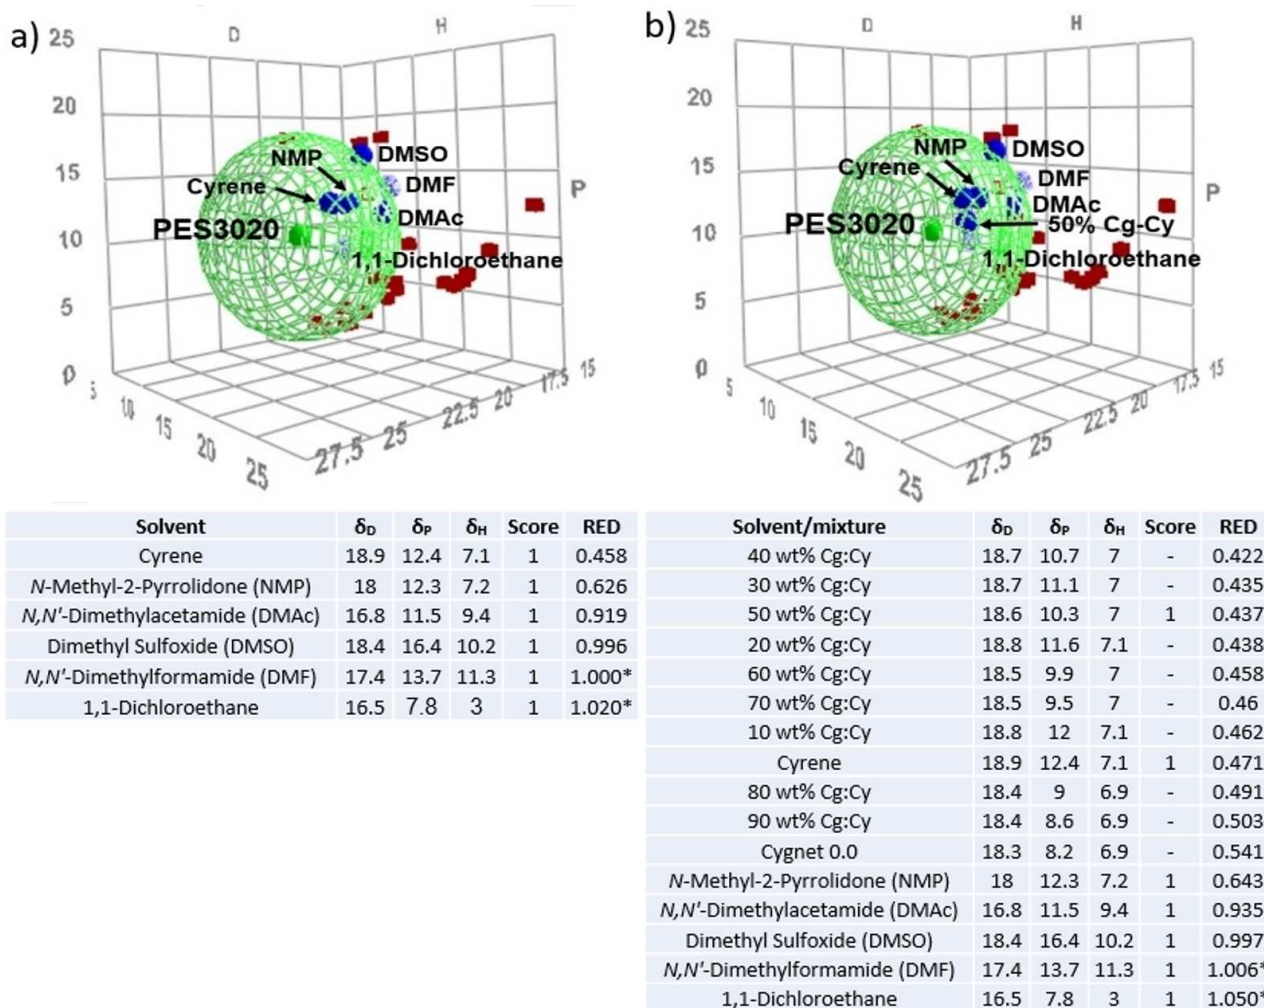 a)
D
H
25
20
15
10
5
0
P
NMP
DMSO
Cyrene
DMF
DMAc
PES3020
1,1-Dichloroethane
5
10
15
20
25
27.5
25
22.5
20
17.5
15
b)
D
H
25
20
15
10
5
0
P
NMP
DMSO
Cyrene
DMF
DMAc
PES3020
50% Cg-Cy
1,1-Dichloroethane
5
10
15
20
25
27.5
25
22.5
20
17.5
15
Solvent δD δP δH Score RED
Cyrene 18.9 12.4 7.1 1 0.458
N-Methyl-2-Pyrrolidone (NMP) 18 12.3 7.2 1 0.626
N,N'-Dimethylacetamide (DMAc) 16.8 11.5 9.4 1 0.919
Dimethyl Sulfoxide (DMSO) 18.4 16.4 10.2 1 0.996
N,N'-Dimethylformamide (DMF) 17.4 13.7 11.3 1 1.000*
1,1-Dichloroethane 16.5 7.8 3 1 1.020*
Solvent/mixture δD δP δH Score RED
40 wt% Cg:Cy 18.7 10.7 7 - 0.422
30 wt% Cg:Cy 18.7 11.1 7 - 0.435
50 wt% Cg:Cy 18.6 10.3 7 1 0.437
20 wt% Cg:Cy 18.8 11.6 7.1 - 0.438
60 wt% Cg:Cy 18.5 9.9 7 - 0.458
70 wt% Cg:Cy 18.5 9.5 7 - 0.46
10 wt% Cg:Cy 18.8 12 7.1 - 0.462
Cyrene 18.9 12.4 7.1 1 0.471
80 wt% Cg:Cy 18.4 9 6.9 - 0.491
90 wt% Cg:Cy 18.4 8.6 6.9 - 0.503
Cygnet 0.0 18.3 8.2 6.9 - 0.541
N-Methyl-2-Pyrrolidone (NMP) 18 12.3 7.2 1 0.643
N,N'-Dimethylacetamide (DMAc) 16.8 11.5 9.4 1 0.935
Dimethyl Sulfoxide (DMSO) 18.4 16.4 10.2 1 0.997
N,N'-Dimethylformamide (DMF) 17.4 13.7 11.3 1 1.006*
1,1-Dichloroethane 16.5 7.8 3 1 1.050*